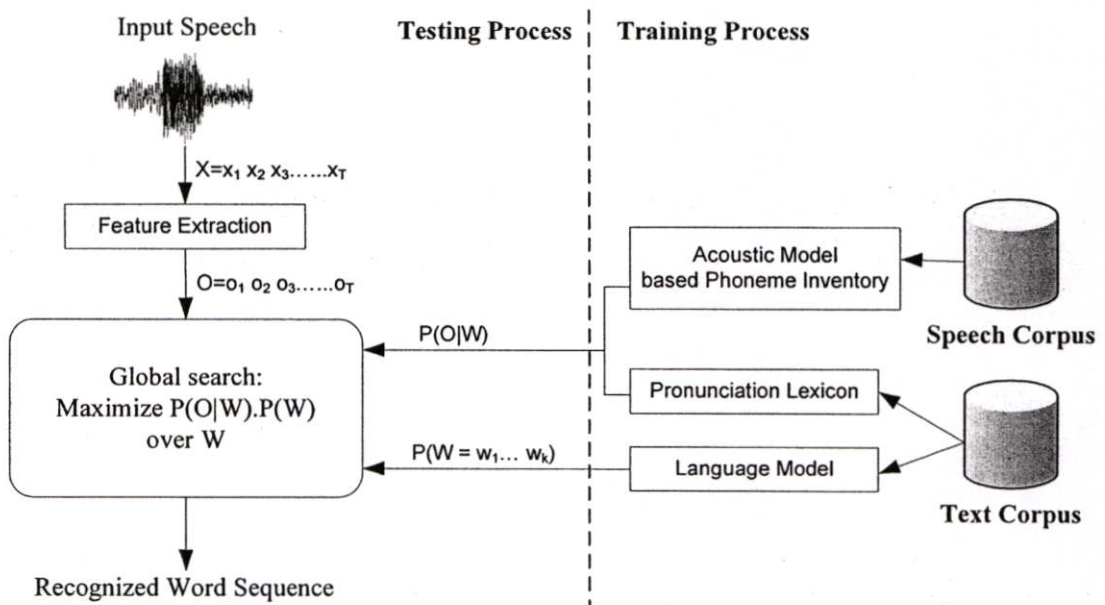 Input Speech
Testing Process
Training Process
X=x₁ x₂ x₃......x_T
Feature Extraction
O=o₁ o₂ o₃......o_T
Acoustic Model
based Phoneme Inventory
Speech Corpus
P(O|W)
Global search:
Maximize P(O|W).P(W)
over W
Pronunciation Lexicon
P(W = w₁... wₖ)
Language Model
Text Corpus
Recognized Word Sequence